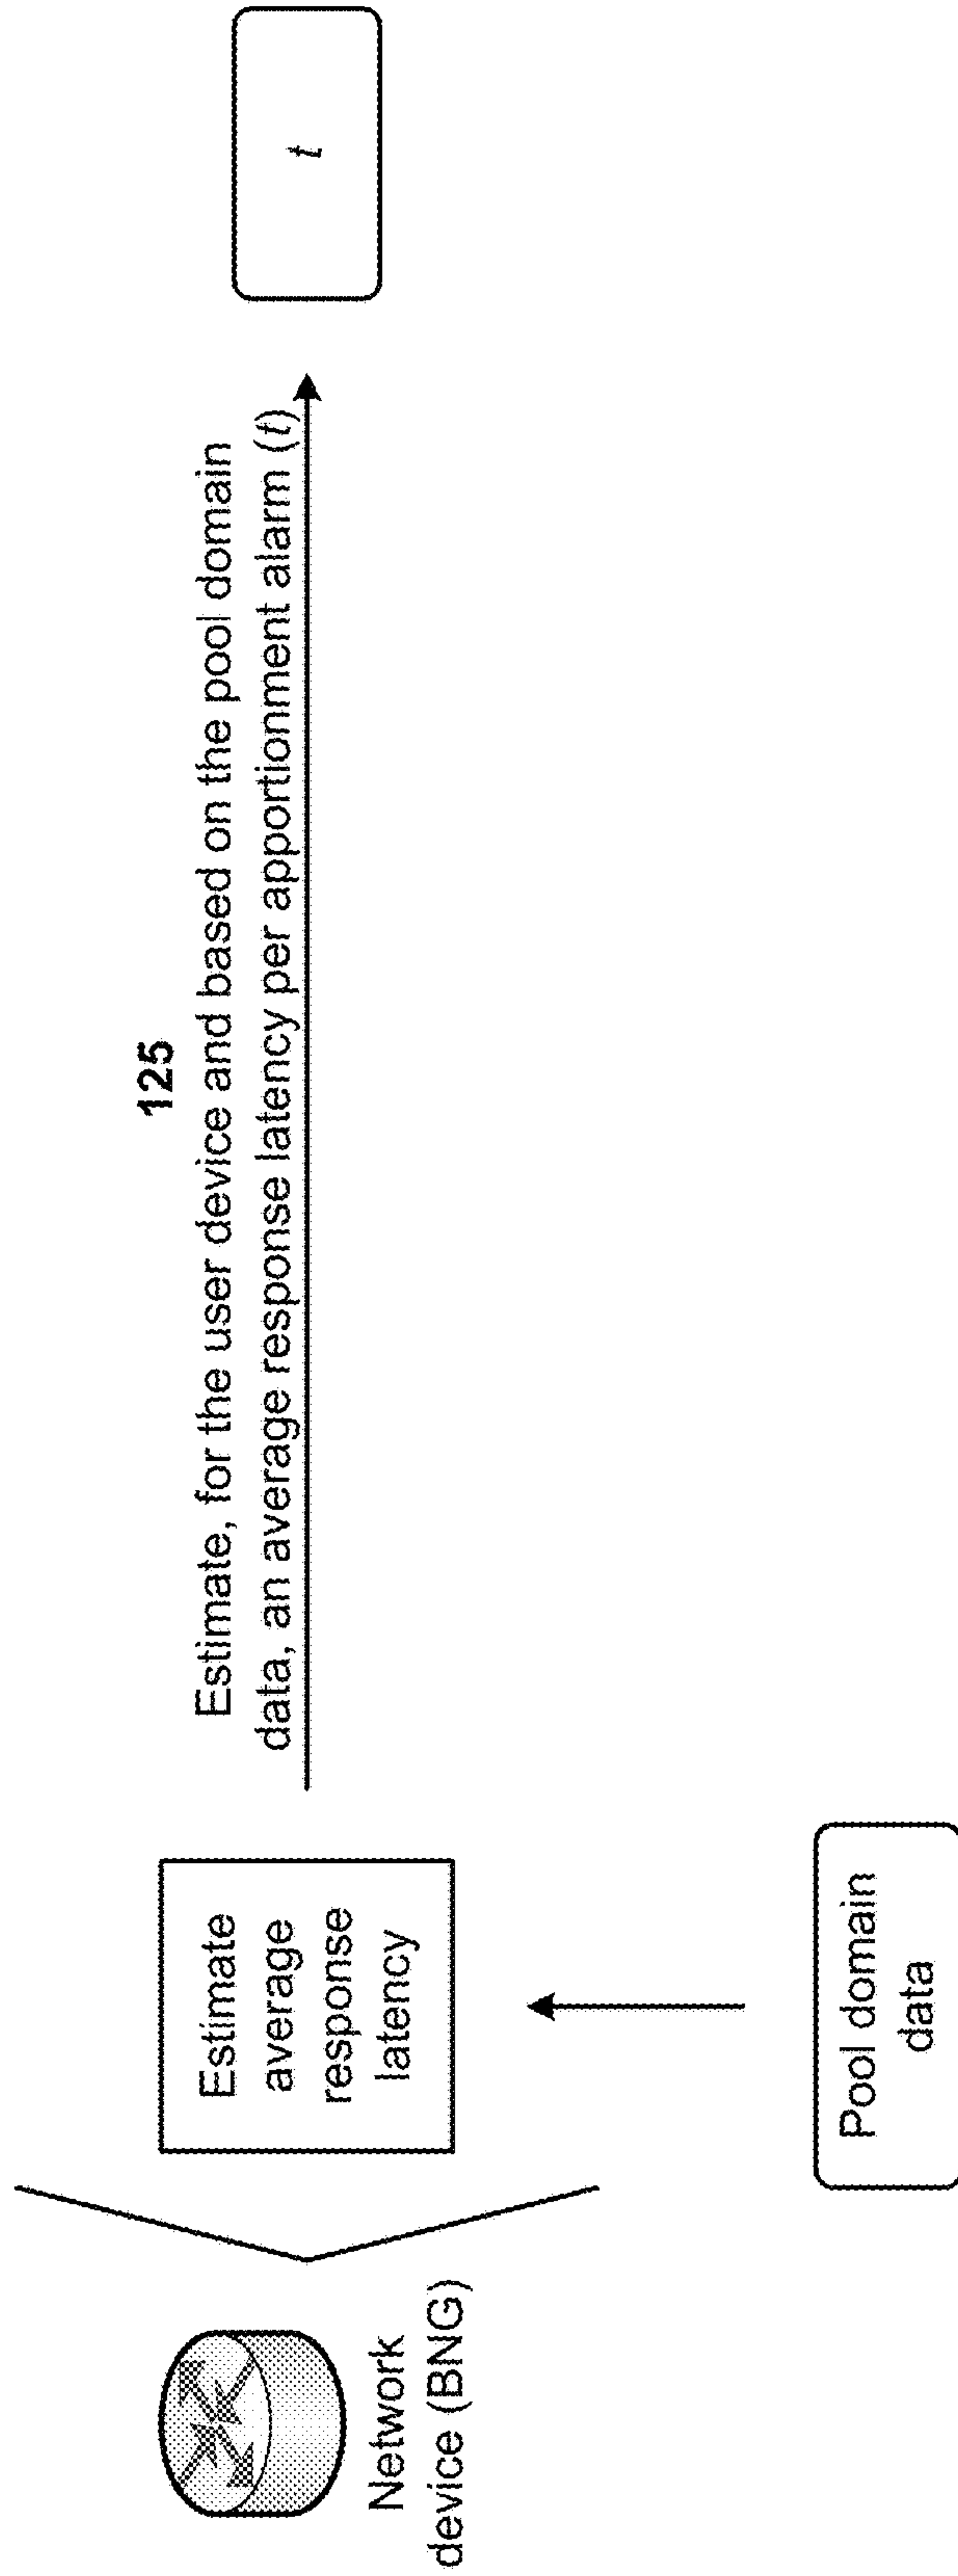 125
Estimate, for the user device and based on the pool domain
data, an average response latency per apportionment alarm (t)
t
Estimate
average
response
latency
Network
device (BNG)
Pool domain
data